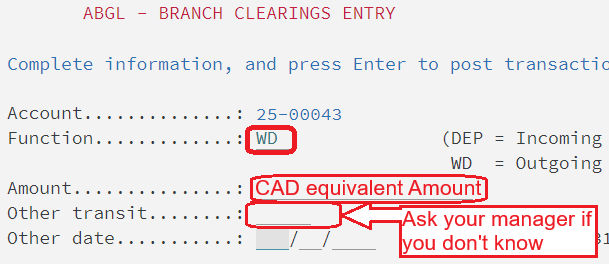 ABGL - BRANCH CLEARINGS ENTRY
Complete information, and press Enter to post transactio
Account..............: 25-00043
Function.............: WD (DEP = Incoming
WD = Outgoing
Amount...............: CAD equivalent Amount
Other transit........: _____
Ask your manager if
you don't know
Other date...........: ___/__/____ 31